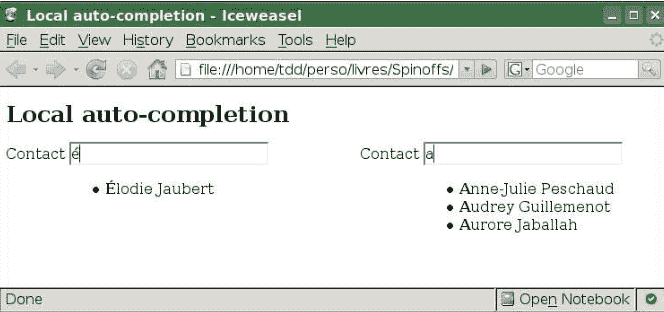 Local auto-completion - Iceweasel
File Edit View History Bookmarks Tools Help
file:///home/tdd/perso/livres/Spinoffs/ G Google
Local auto-completion
Contact é
Élodie Jaubert
Contact a
Anne-Julie Peschaud
Audrey Guillemenot
Aurore Jaballah
Done Open Notebook